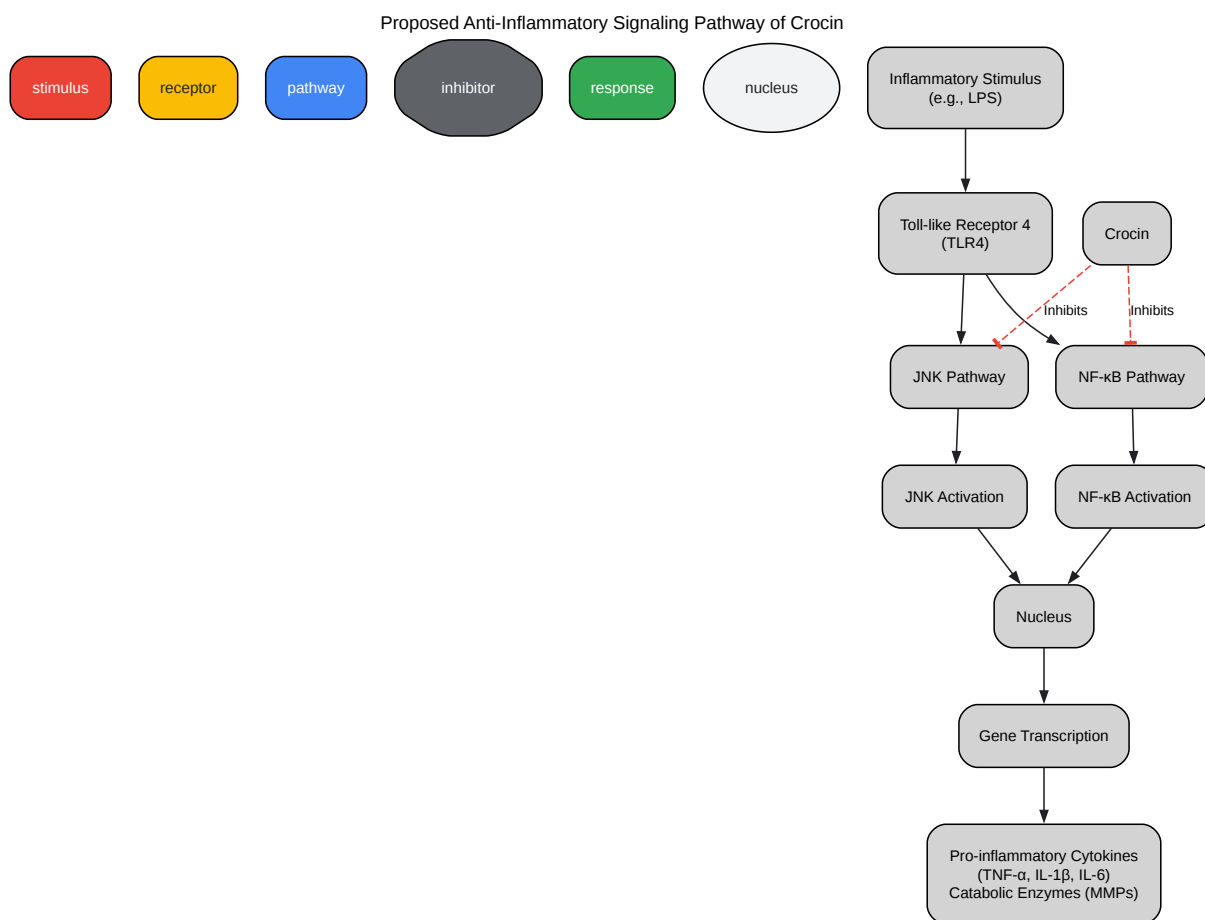 Proposed Anti-Inflammatory Signaling Pathway of Crocin
stimulus
receptor
pathway
inhibitor
response
nucleus
Inflammatory Stimulus
(e.g., LPS)
Toll-like Receptor 4
(TLR4)
Crocin
Inhibits
Inhibits
JNK Pathway
NF-κB Pathway
JNK Activation
NF-κB Activation
Nucleus
Gene Transcription
Pro-inflammatory Cytokines
(TNF-α, IL-1β, IL-6)
Catabolic Enzymes (MMPs)